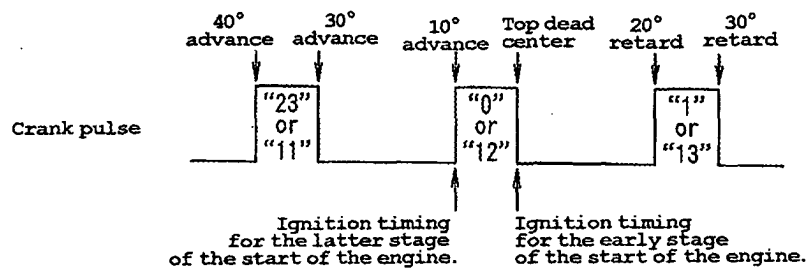 40° 30° 10° Top dead 20° 30°
advance advance advance center retard retard
Crank pulse
“23” “0” “1”
or or or
“11” “12” “13”
Ignition timing
for the latter stage
of the start of the engine.
Ignition timing
for the early stage
of the start of the engine.